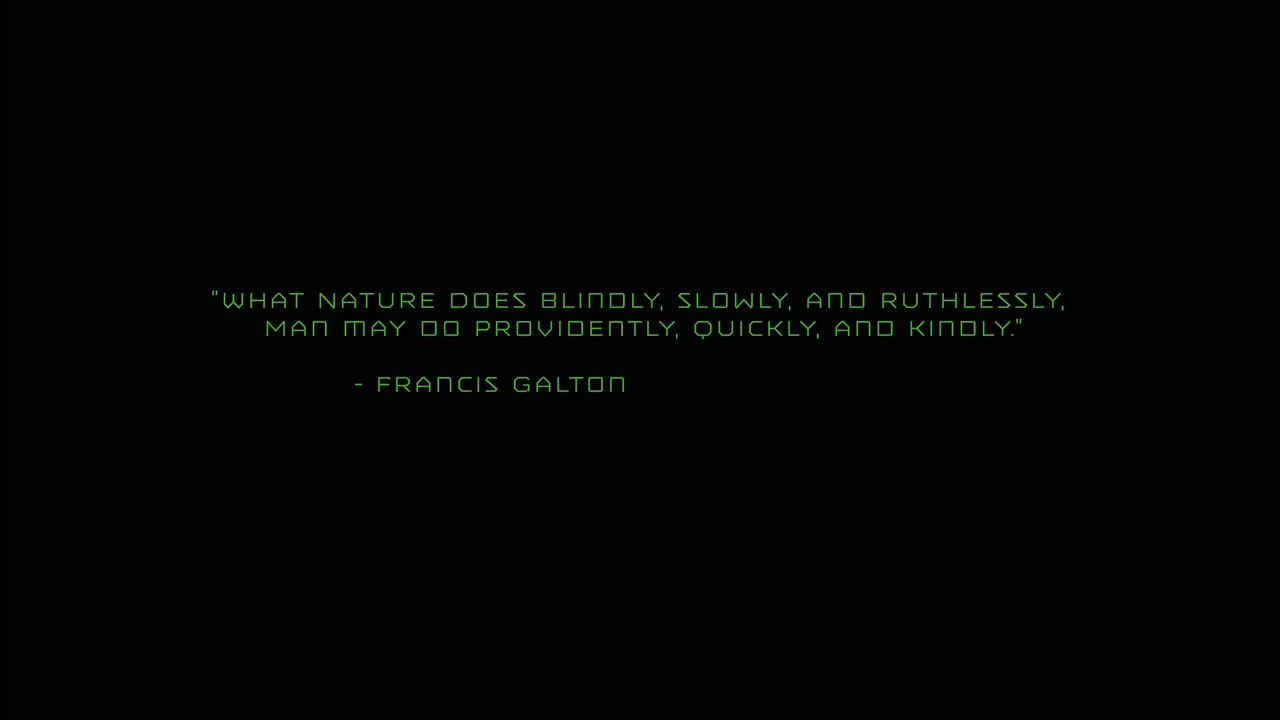 "WHAT NATURE DOES BLINDLY, SLOWLY, AND RUTHLESSLY,
MAN MAY DO PROVIDENTLY, QUICKLY, AND KINDLY."
- FRANCIS GALTON